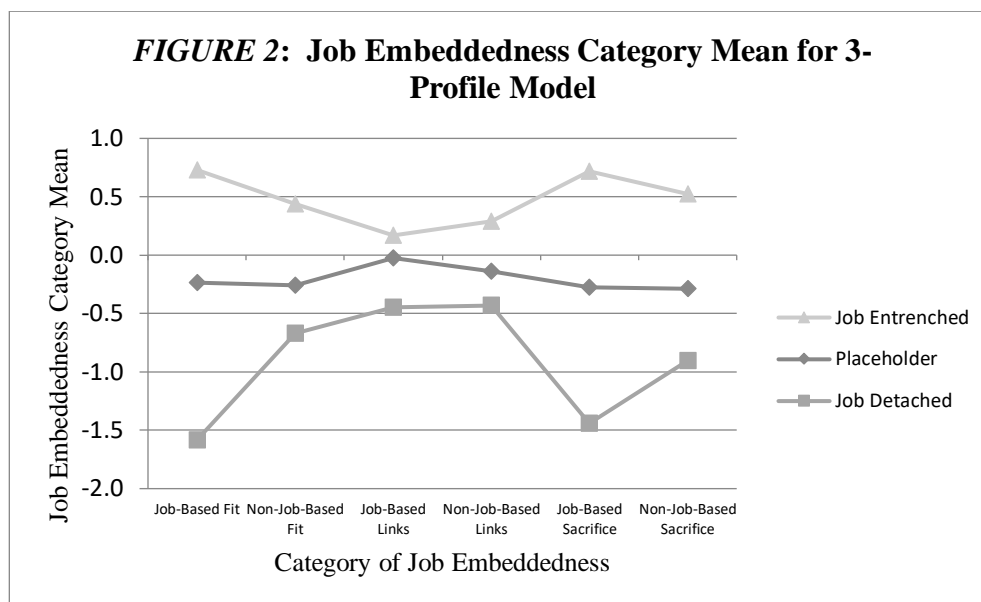 FIGURE 2: Job Embeddedness Category Mean for 3-
Profile Model
Job Embeddedness Category Mean
1.0
0.5
0.0
-0.5
-1.0
-1.5
-2.0
Job-Based Fit
Non-Job-Based
Fit
Job-Based
Links
Non-Job-Based
Links
Job-Based
Sacrifice
Non-Job-Based
Sacrifice
Category of Job Embeddedness
Job Entrenched
Placeholder
Job Detached